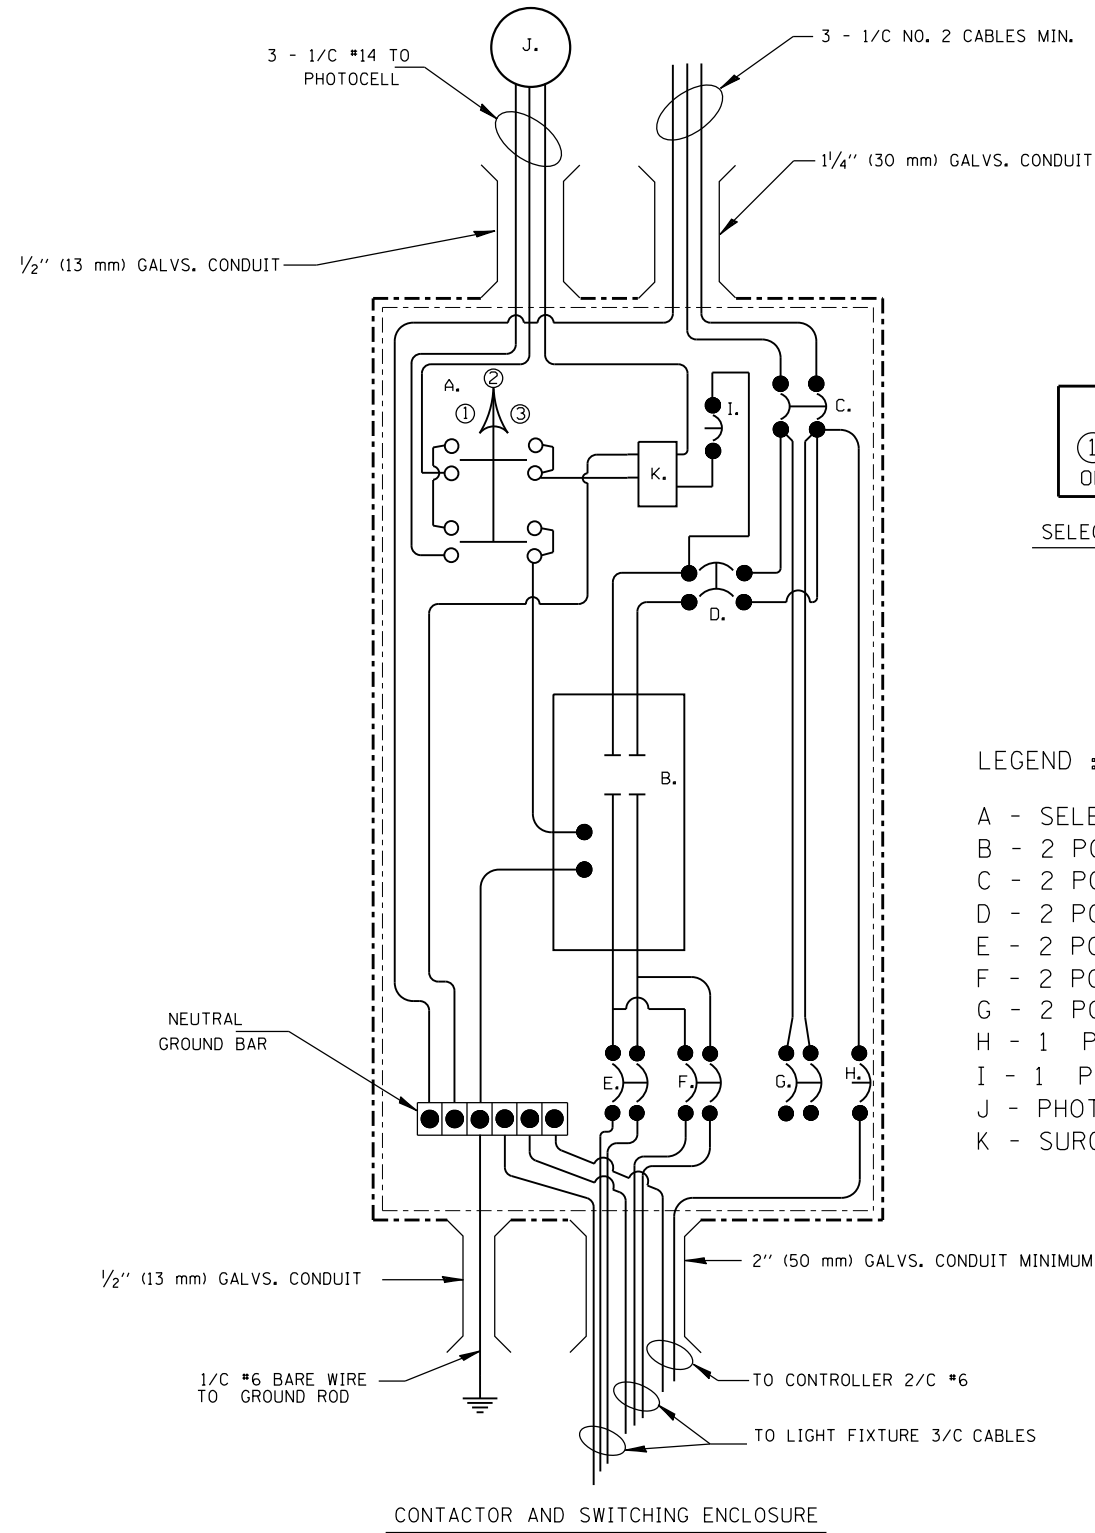 J.
3 - 1/C #14 TO
PHOTOCELL
3 - 1/C NO. 2 CABLES MIN.
1 1/4" (30 mm) GALVS. CONDUIT
1/2" (13 mm) GALVS. CONDUIT
A.
②
①
③
I.
C.
K.
①
SELE
D.
B.
LEGEND :
A - SELE
B - 2 PO
C - 2 PO
D - 2 PO
E - 2 PO
F - 2 PO
G - 2 PO
H - 1 P
I - 1 P
J - PHOT
K - SURG
NEUTRAL
GROUND BAR
E.
F.
G.
H.
1/2" (13 mm) GALVS. CONDUIT
2" (50 mm) GALVS. CONDUIT MINIMUM
1/C #6 BARE WIRE
TO GROUND ROD
TO CONTROLLER 2/C #6
TO LIGHT FIXTURE 3/C CABLES
CONTACTOR AND SWITCHING ENCLOSURE